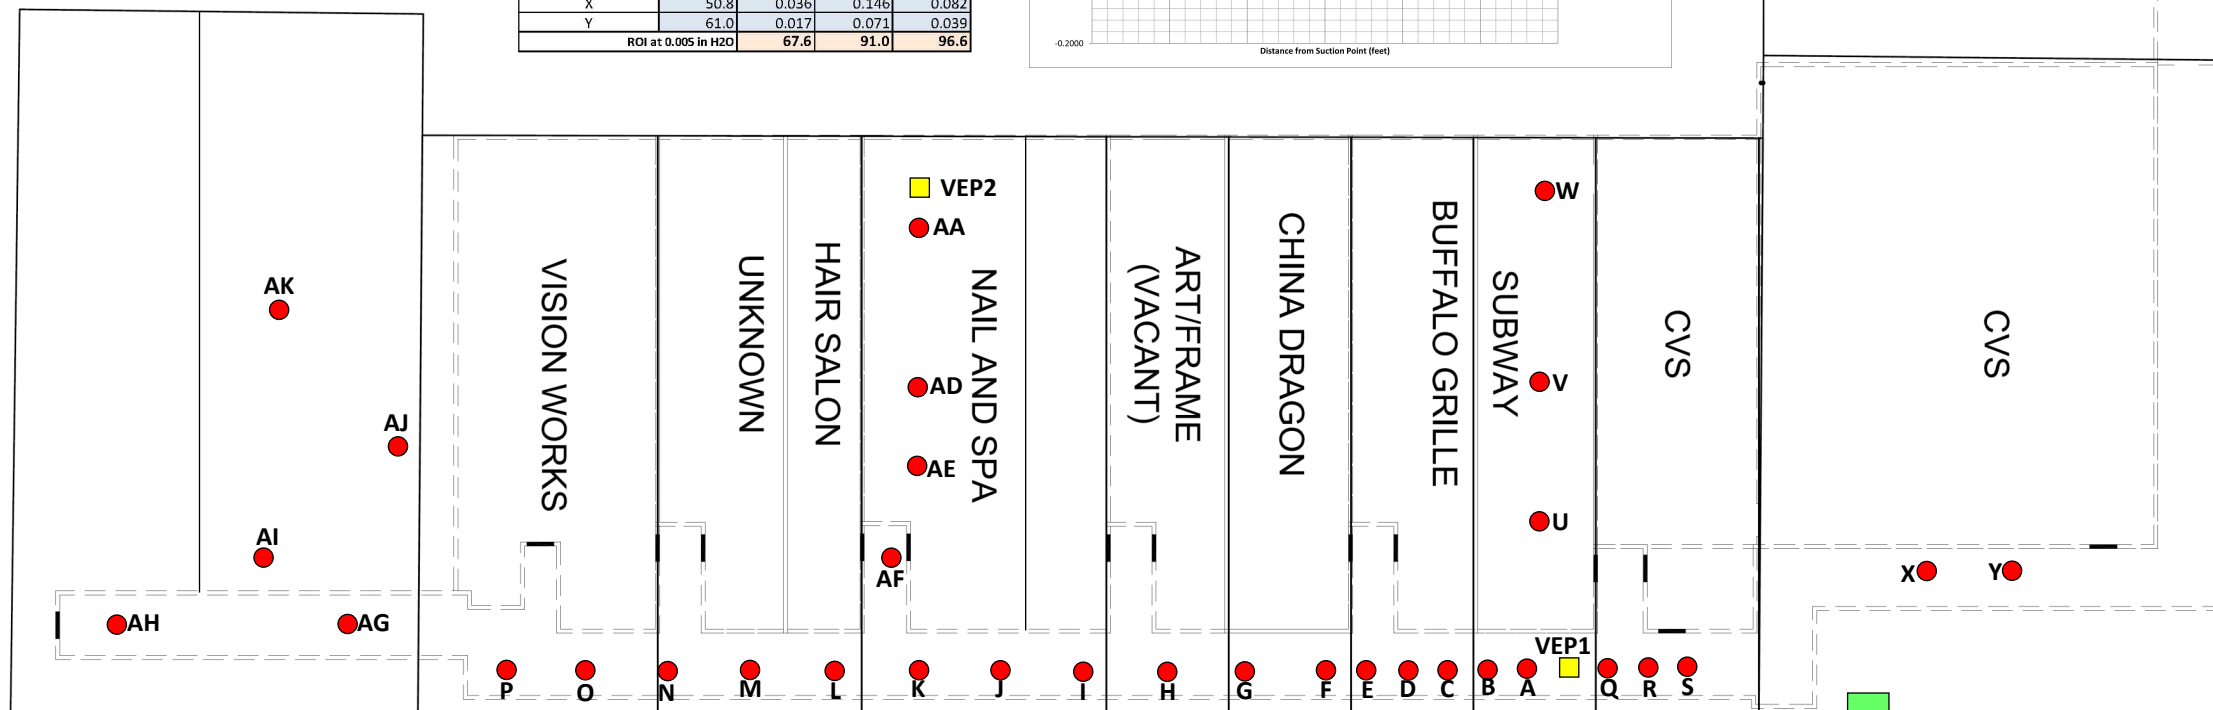 X 50.8 0.036 0.146 0.082
Y 61.0 0.017 0.071 0.039
ROI at 0.005 in H2O 67.6 91.0 96.6
-0.2000
Distance from Suction Point (feet)
VEP2
W
AA
AK
VISION WORKS
UNKNOWN
HAIR SALON
NAIL AND SPA
ART/FRAME
(VACANT)
CHINA DRAGON
BUFFALO GRILLE
SUBWAY
CVS
CVS
AD
V
AJ
AE
U
AI
AF
X
Y
AH
AG
VEP1
P
O
N
M
L
K
J
I
H
G
F
E
D
C
B
A
Q
R
S